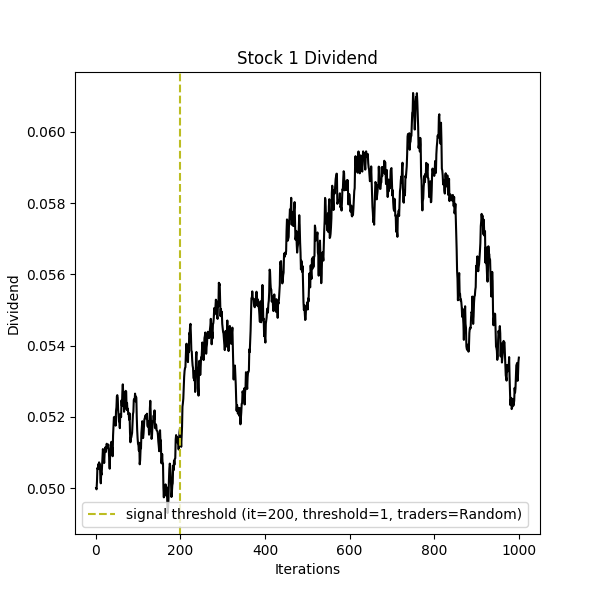 Stock 1 Dividend
0.060
0.058
0.056
0.054
0.052
0.050
Dividend
signal threshold (it=200, threshold=1, traders=Random)
0 200 400 600 800 1000
Iterations